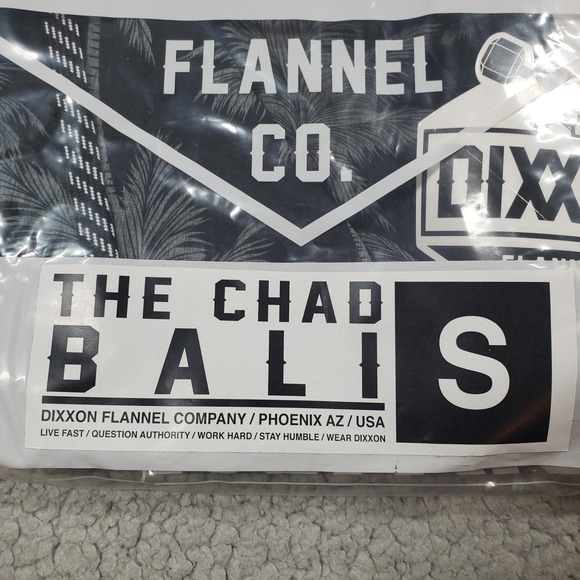 FLANNEL
CO.
DIXX
THE CHAD
BALI
S
DIXXON FLANNEL COMPANY / PHOENIX AZ / USA
LIVE FAST / QUESTION AUTHORITY / WORK HARD / STAY HUMBLE / WEAR DIXXON